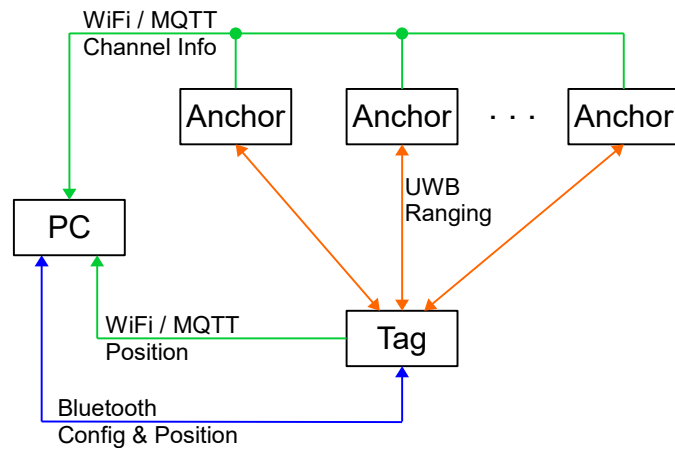 WiFi / MQTT
Channel Info
Anchor
Anchor
. . .
Anchor
UWB
Ranging
PC
WiFi / MQTT
Position
Tag
Bluetooth
Config & Position